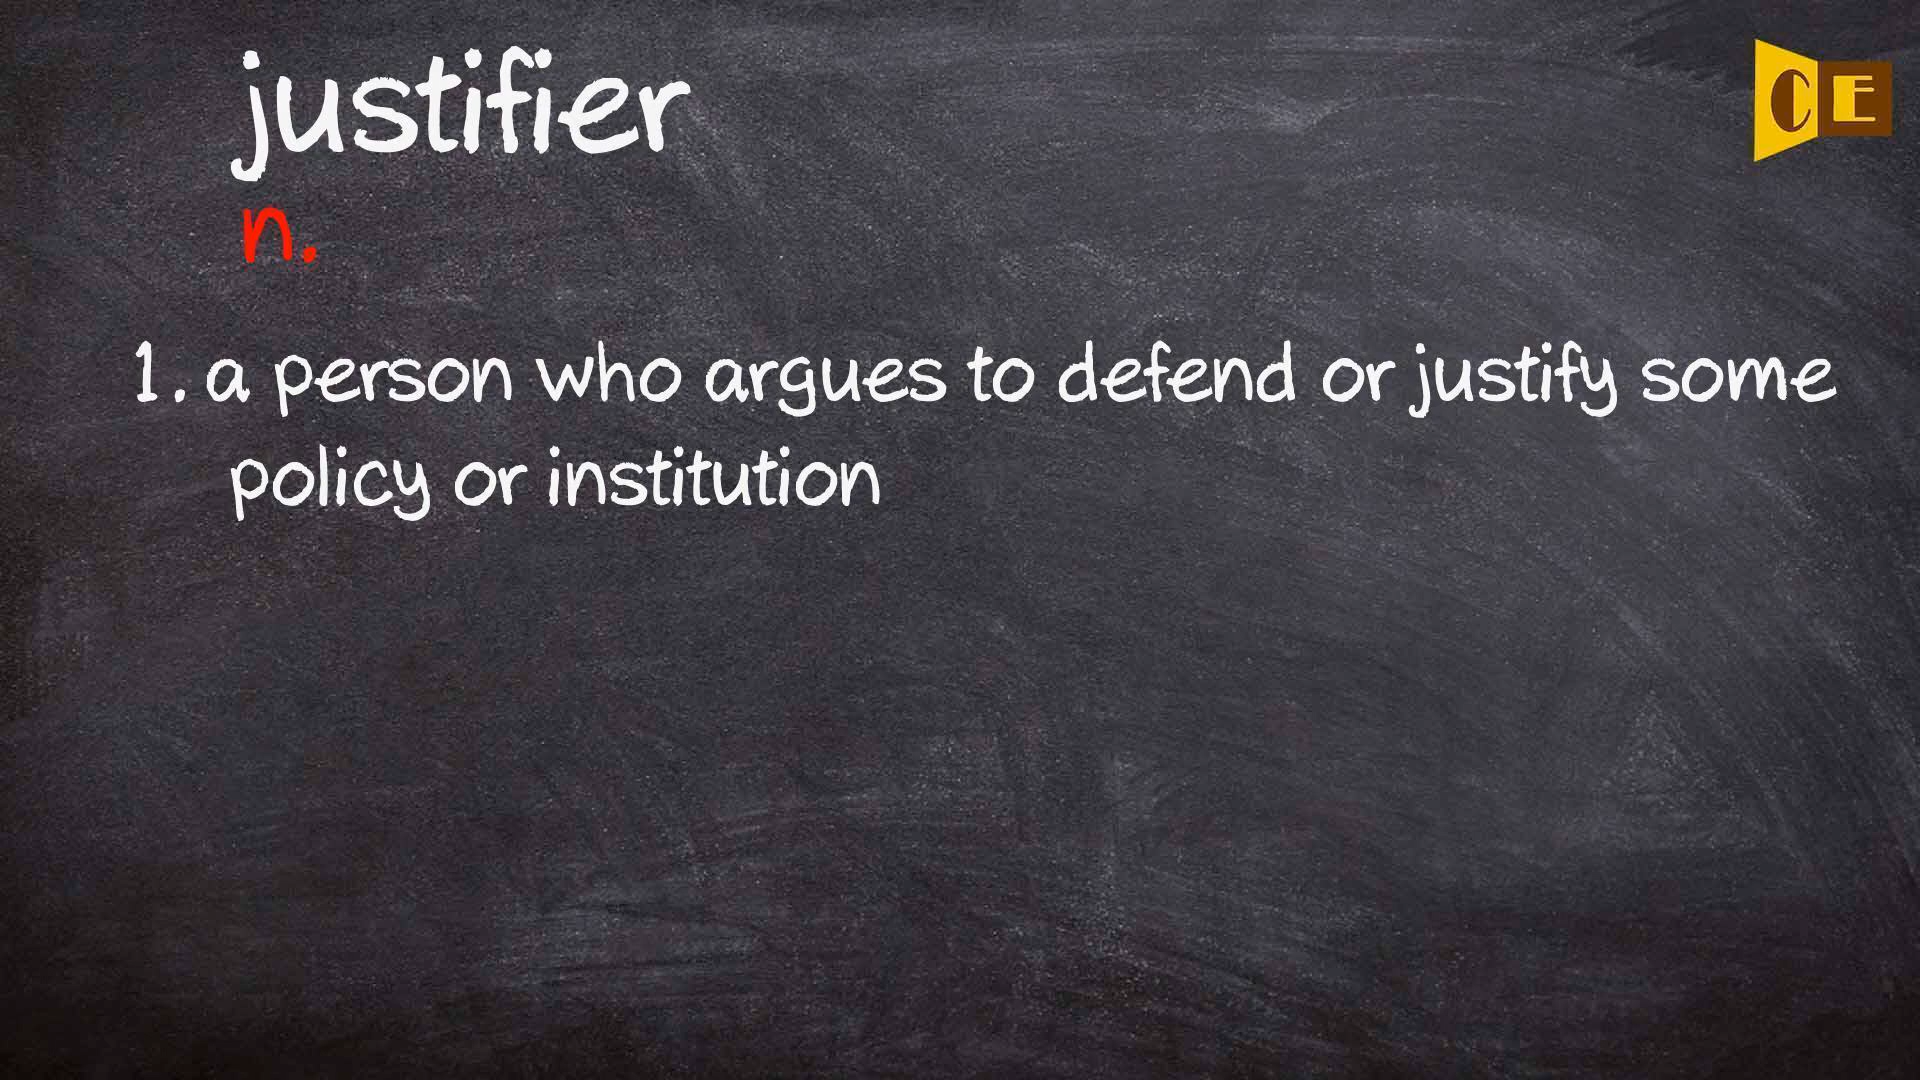 justifier
CE
n.
1. a person who argues to defend or justify some
policy or institution